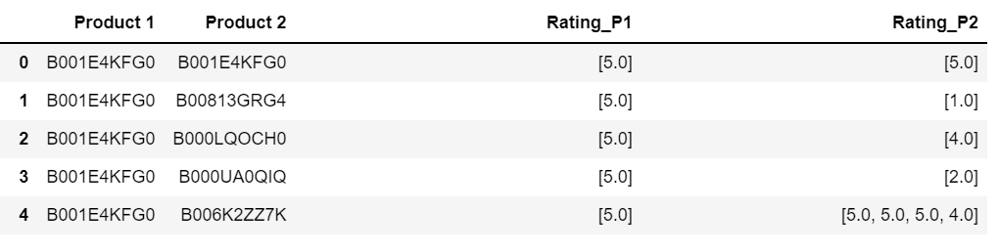 Product 1 Product 2 Rating_P1 Rating_P2
0 B001E4KFG0 B001E4KFG0 [5.0] [5.0]
1 B001E4KFG0 B00813GRG4 [5.0] [1.0]
2 B001E4KFG0 B000LQOCH0 [5.0] [4.0]
3 B001E4KFG0 B000UA0QIQ [5.0] [2.0]
4 B001E4KFG0 B006K2ZZ7K [5.0] [5.0, 5.0, 5.0, 4.0]